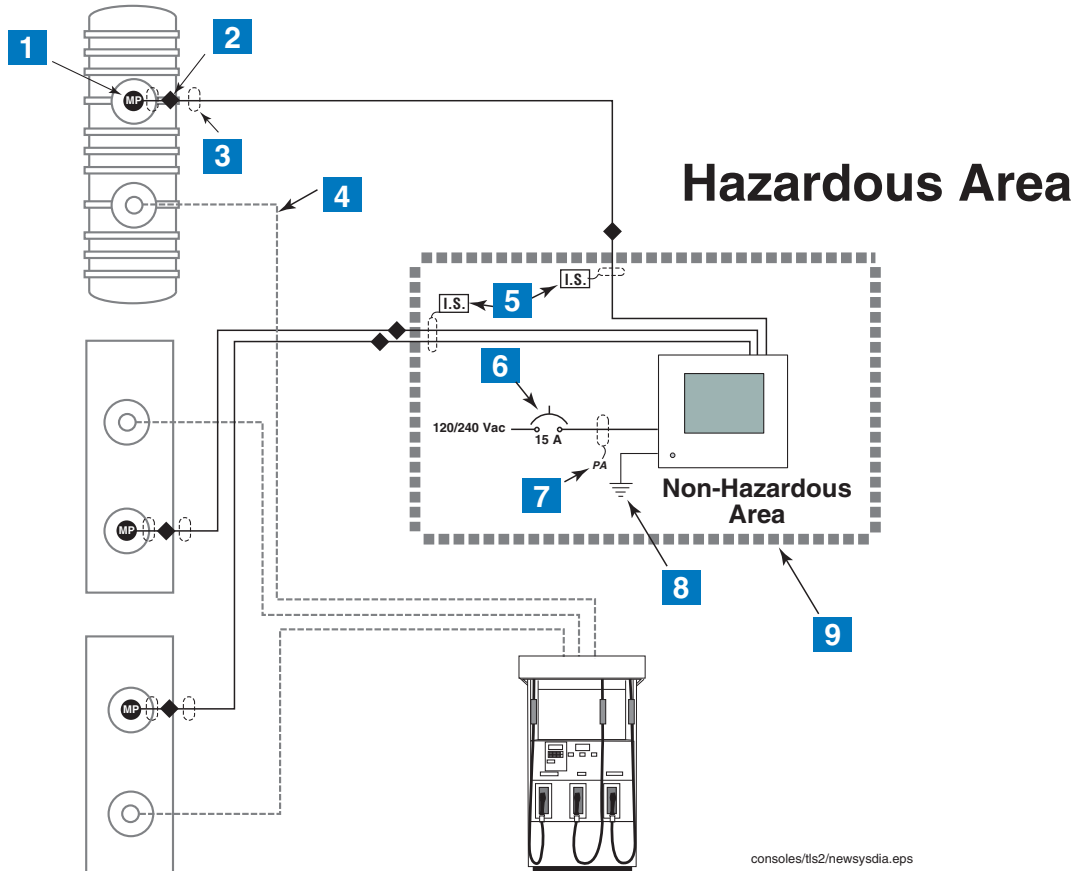 1
2
MP
3
4
Hazardous Area
I.S.
5
I.S.
6
120/240 Vac
15 A
PA
7
Non-Hazardous
Area
MP
8
9
MP
consoles/tls2/newsysdia.eps